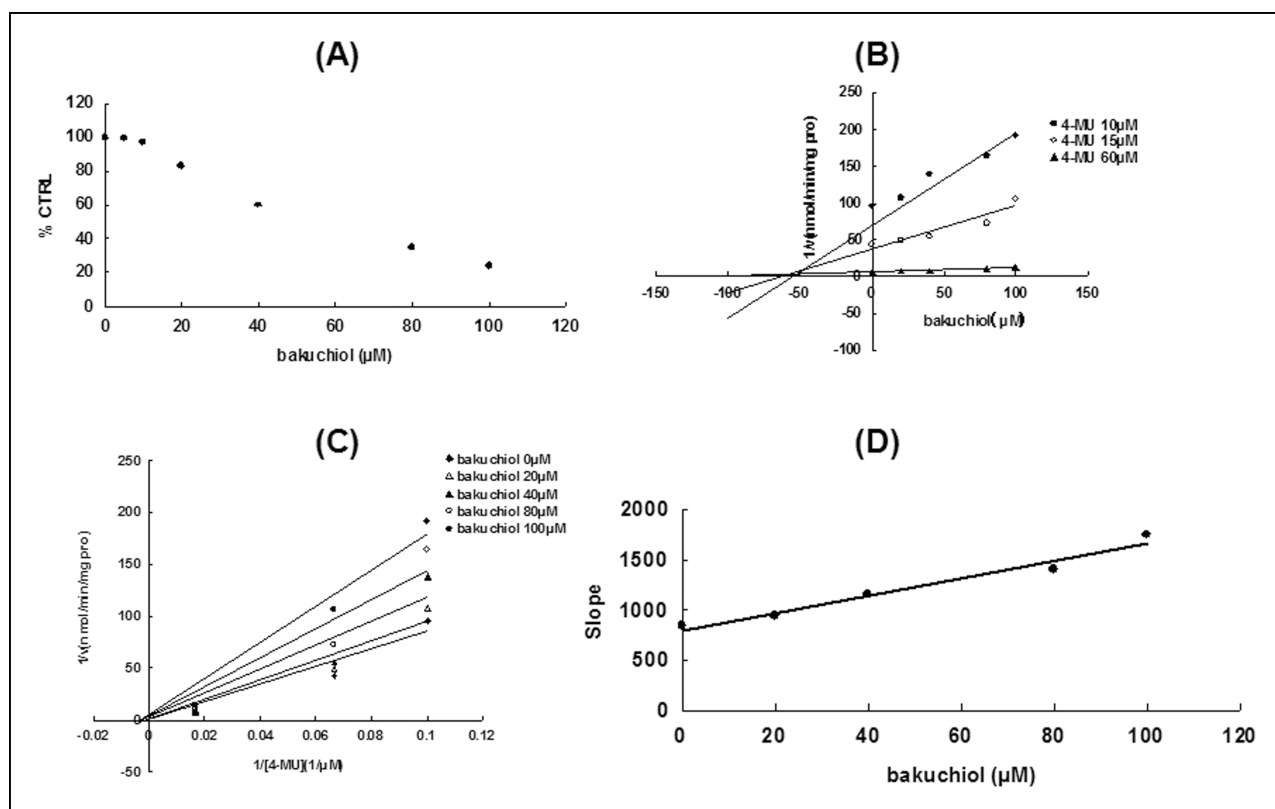 (A)
120
100
80
60
40
20
0
% CTRL
0 20 40 60 80 100 120
bakuchiol (µM)
(B)
250
200
150
100
50
0
-50
-100
1/v(nmol/min/mg pro)
-150 -100 -50 0 50 100 150
bakuchiol( µM)
4-MU 10µM
4-MU 15µM
4-MU 60µM
(C)
250
200
150
100
50
0
-50
1/v(nmol/min/mg pro)
-0.02 0 0.02 0.04 0.06 0.08 0.1 0.12
1/[4-MU](1/µM)
bakuchiol 0µM
bakuchiol 20µM
bakuchiol 40µM
bakuchiol 80µM
bakuchiol 100µM
(D)
2000
1500
1000
500
0
Slope
0 20 40 60 80 100 120
bakuchiol (µM)